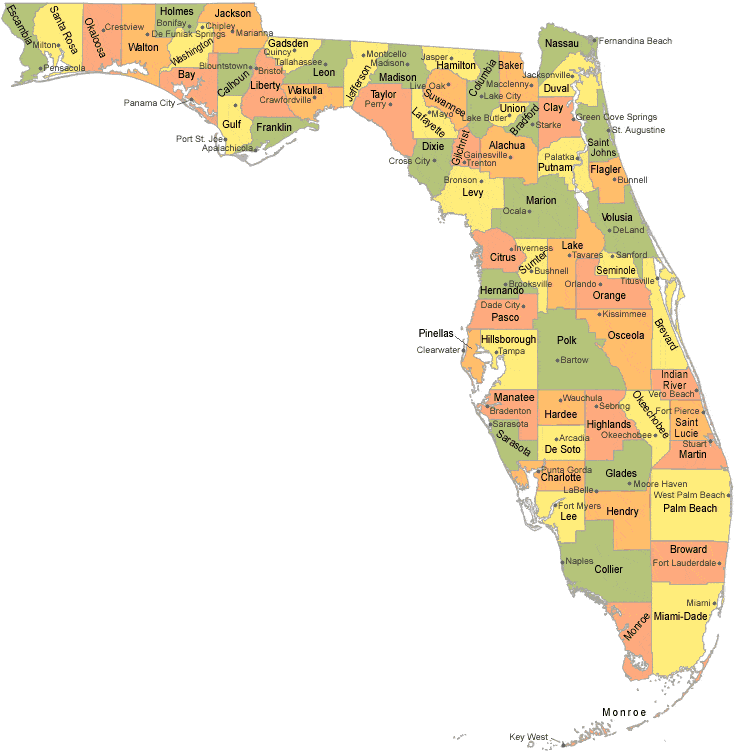 Escambia
Santa Rosa
Milton
Pensacola
Okaloosa
Crestview
Walton
De Funiak Springs
Holmes
Bonifay
Washington
Chipley
Jackson
Marianna
Bay
Panama City
Calhoun
Blountstown
Gulf
Port St. Joe
Liberty
Bristol
Gadsden
Quincy
Franklin
Apalachicola
Leon
Tallahassee
Wakulla
Crawfordville
Jefferson
Monticello
Madison
Madison
Taylor
Perry
Hamilton
Jasper
Suwannee
Live Oak
Lafayette
Mayo
Dixie
Cross City
Columbia
Lake City
Baker
Macclenny
Union
Lake Butler
Bradford
Starke
Gilchrist
Trenton
Alachua
Gainesville
Levy
Bronson
Nassau
Fernandina Beach
Duval
Jacksonville
Clay
Green Cove Springs
Saint
Johns
St. Augustine
Putnam
Palatka
Flagler
Bunnell
Marion
Ocala
Volusia
DeLand
Citrus
Inverness
Sumter
Bushnell
Lake
Tavares
Seminole
Sanford
Orange
Orlando
Hernando
Brooksville
Pasco
Dade City
Brevard
Titusville
Pinellas
Clearwater
Hillsborough
Tampa
Polk
Bartow
Osceola
Kissimmee
Indian
River
Vero Beach
Manatee
Bradenton
Hardee
Wauchula
Highlands
Sebring
Okeechobee
Okeechobee
Saint
Lucie
Fort Pierce
Martin
Stuart
Sarasota
Sarasota
De Soto
Arcadia
Charlotte
Punta Gorda
Glades
Moore Haven
Palm Beach
West Palm Beach
Lee
Fort Myers
Hendry
LaBelle
Collier
Naples
Broward
Fort Lauderdale
Miami-Dade
Miami
Monroe
Monroe
Key West